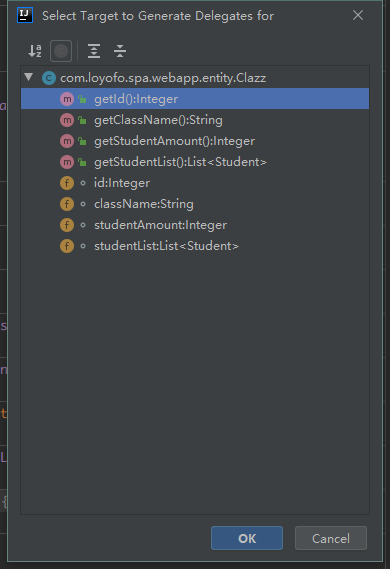 IJ Select Target to Generate Delegates for
a
z
com.loyofo.spa.webapp.entity.Clazz
a
getId():Integer
getClassName():String
getStudentAmount():Integer
getStudentList():List<Student>
id:Integer
className:String
studentAmount:Integer
studentList:List<Student>
s
n
t
L
{
OK Cancel